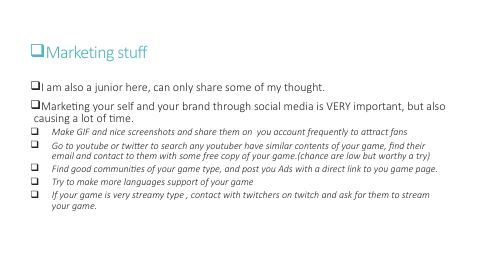 ❑Marketing stuff
❑I am also a junior here, can only share some of my thought.
❑Marketing your self and your brand through social media is VERY important, but also
causing a lot of time.
❑ Make GIF and nice screenshots and share them on you account frequently to attract fans
❑ Go to youtube or twitter to search any youtuber have similar contents of your game, find their
email and contact to them with some free copy of your game.(chance are low but worthy a try)
❑ Find good communities of your game type, and post you Ads with a direct link to you game page.
❑ Try to make more languages support of your game
❑ If your game is very streamy type , contact with twitchers on twitch and ask for them to stream
your game.